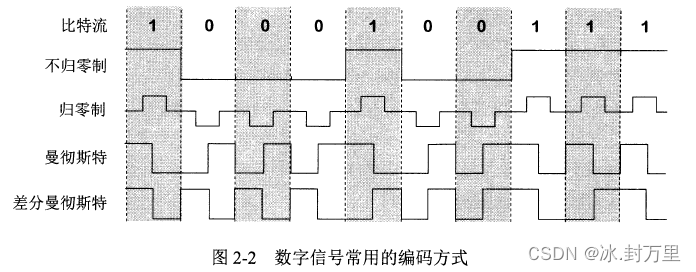 比特流 1 0 0 0 1 0 0 1 1 1
不归零制
归零制
曼彻斯特
差分曼彻斯特
图 2-2 数字信号常用的编码方式
CSDN @冰.封万里